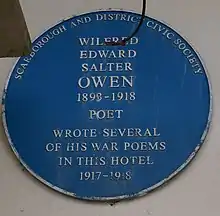 SCARBOROUGH AND DISTRICT CIVIC SOCIETY
WILFRED
EDWARD
SALTER
OWEN
1893-1918
POET
WROTE SEVERAL
OF HIS WAR POEMS
IN THIS HOTEL
1917-1918